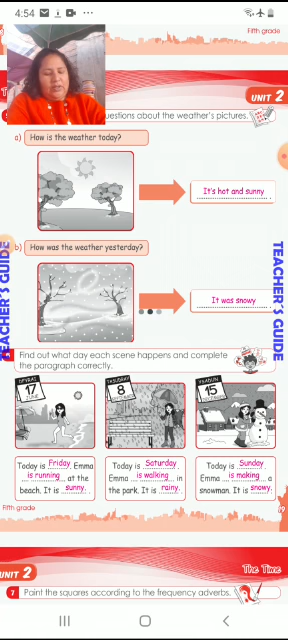 4:54
Fifth grade
UNIT 2
uestions about the weather's pictures.
a) How is the weather today?
It's hot and sunny .
b) How was the weather yesterday?
It was snowy .
TEACHER'S GUIDE
TEACHER'S GUIDE
Find out what day each scene happens and complete
the paragraph correctly.
17
JUNE
8
15
Today is Friday. Emma
is running at the
beach. It is sunny.
Today is Saturday.
Emma is walking in
the park. It is rainy.
Today is Sunday.
Emma is making a
snowman. It is snowy.
Fifth grade
UNIT 2
The Time
7 Paint the squares according to the frequency adverbs.